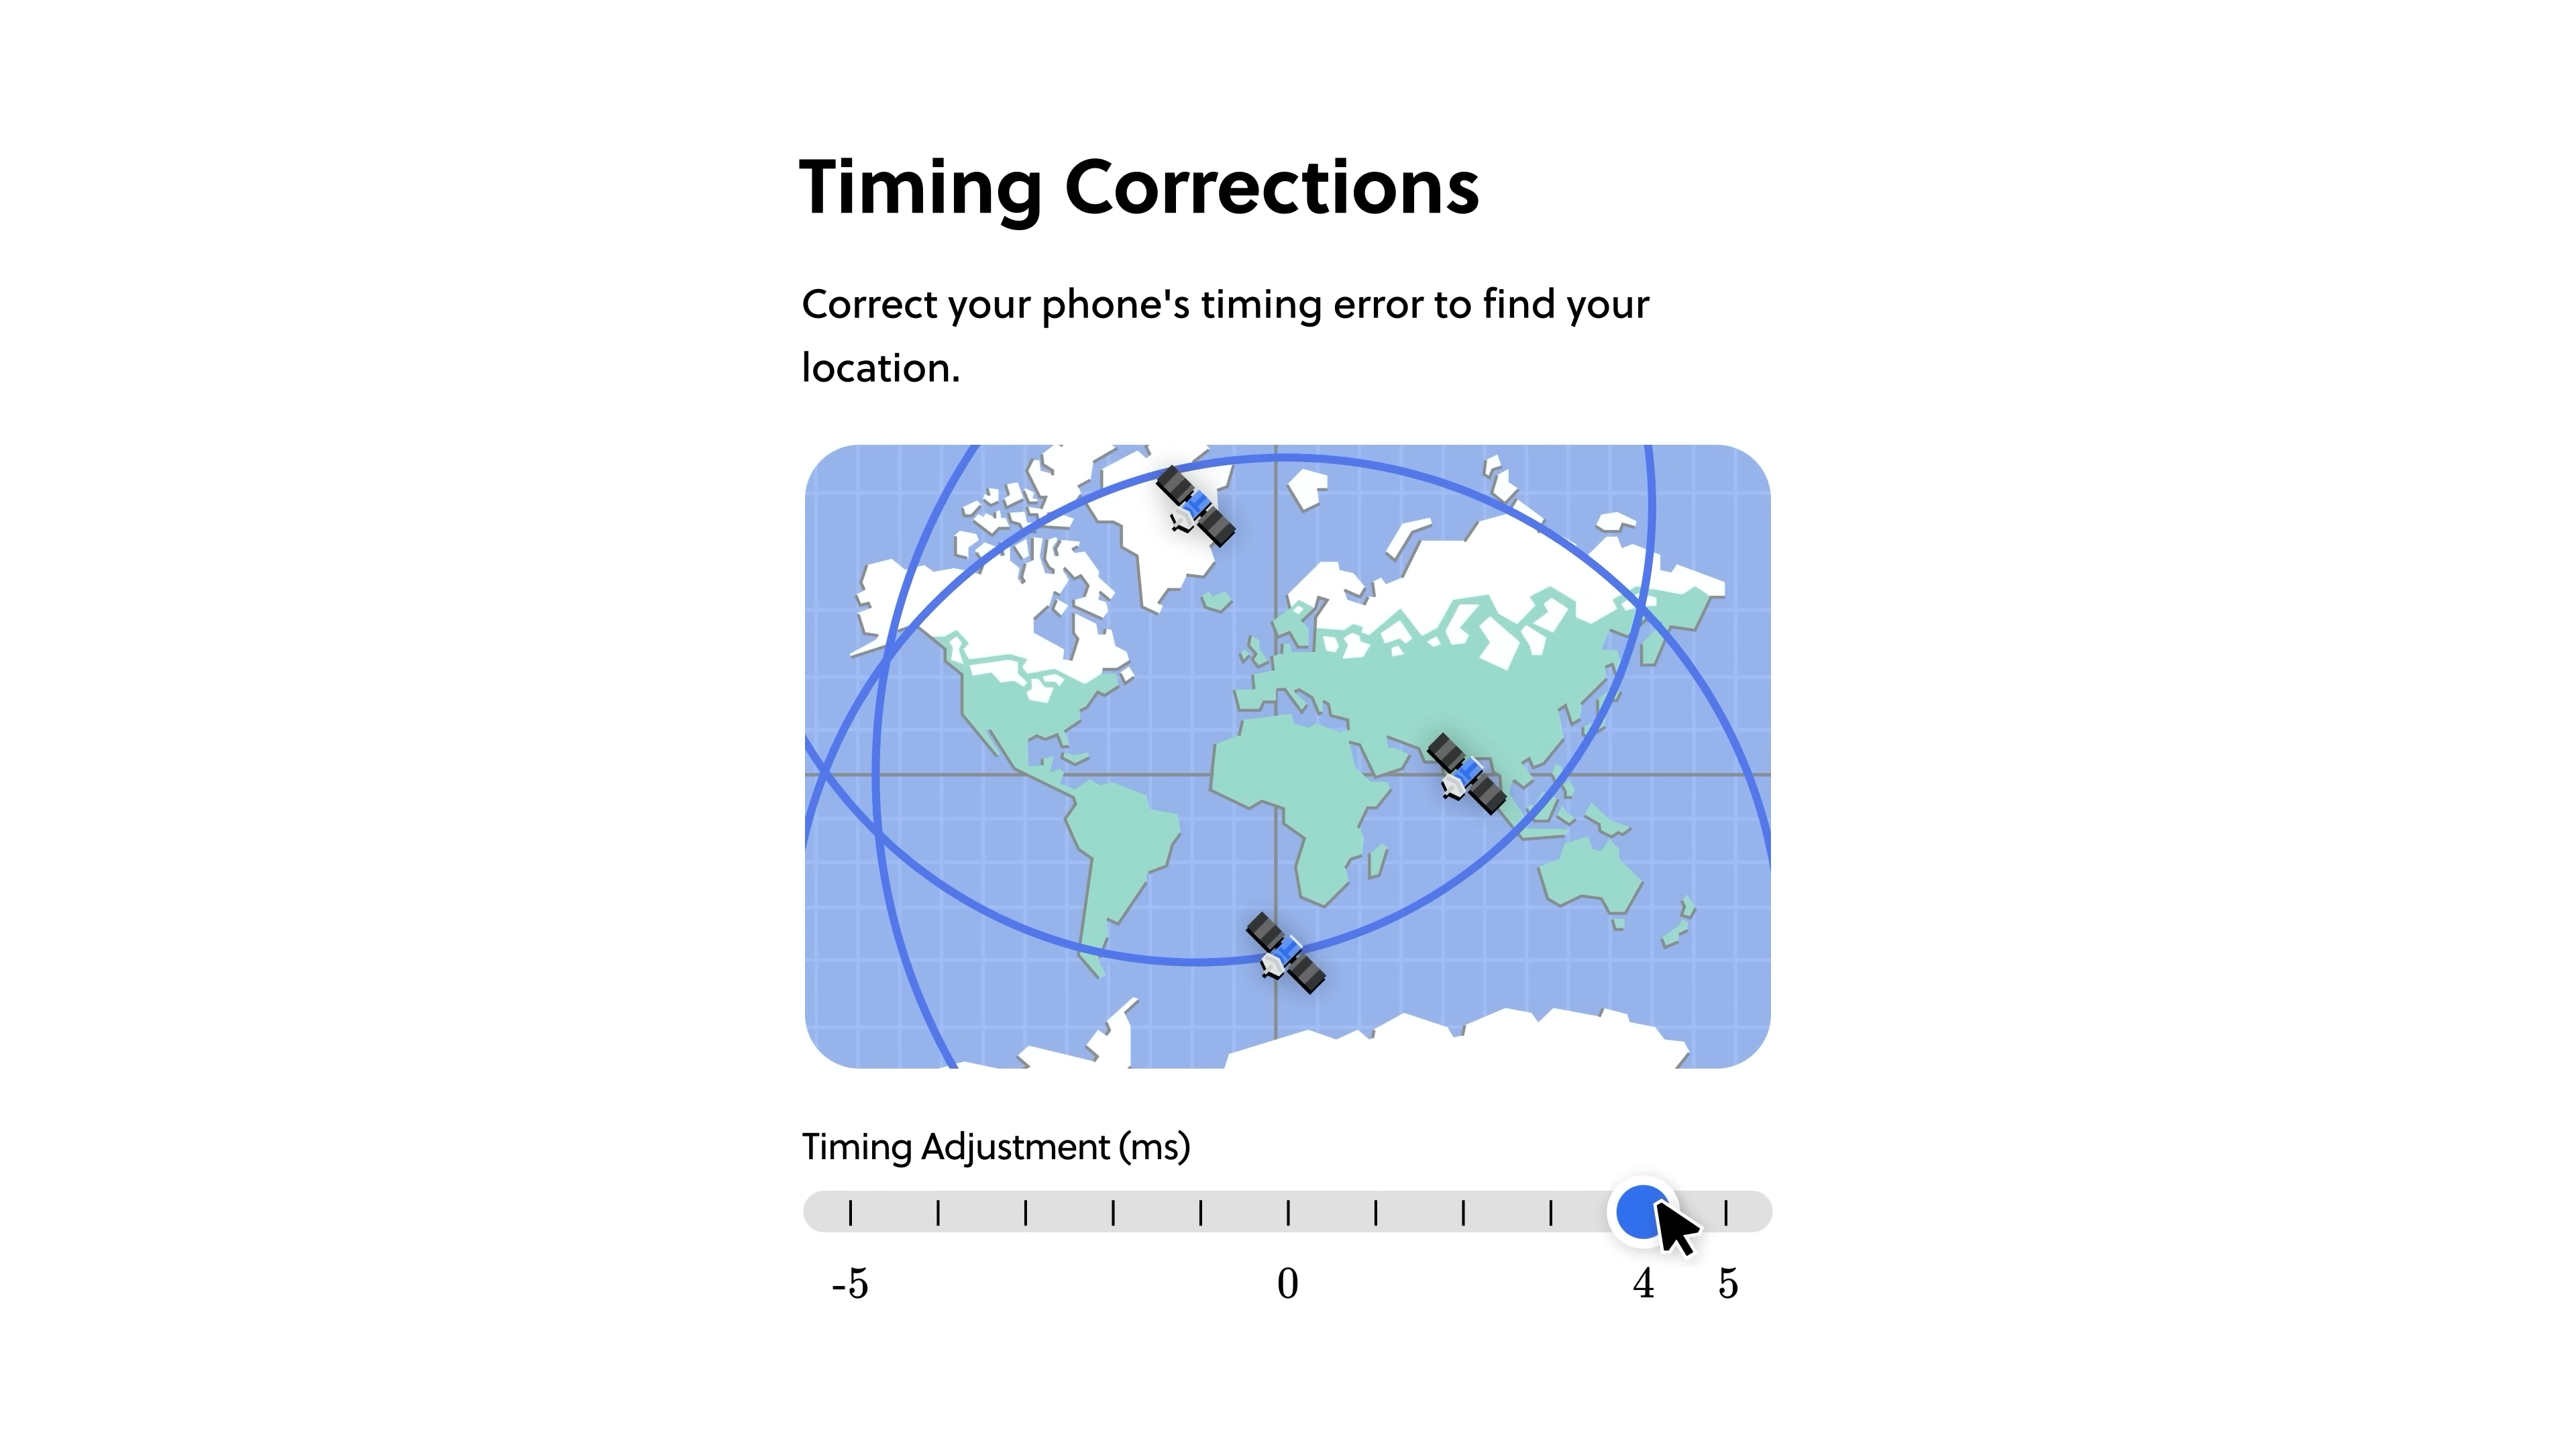 Timing Corrections
Correct your phone's timing error to find your
location.
Timing Adjustment (ms)
-5 0 4 5